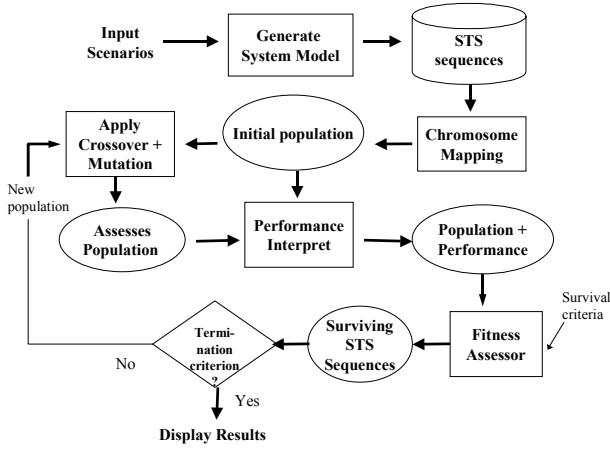 Input
Scenarios
Generate
System Model
STS
sequences
Apply
Crossover +
Mutation
Initial population
Chromosome
Mapping
New
population
Assesses
Population
Performance
Interpret
Population +
Performance
Survival
criteria
Termi-
nation
criterion
?
Surviving
STS
Sequences
Fitness
Assessor
No
Yes
Display Results